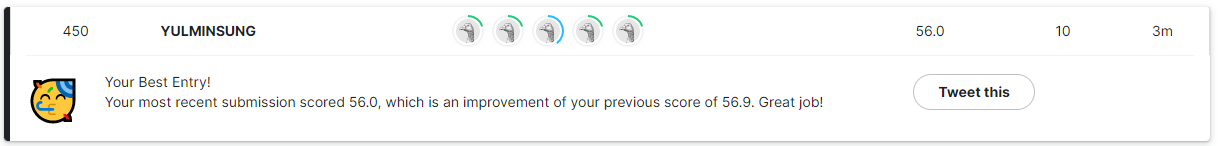 450 YULMINSUNG 56.0 10 3m
Your Best Entry!
Your most recent submission scored 56.0, which is an improvement of your previous score of 56.9. Great job!
Tweet this